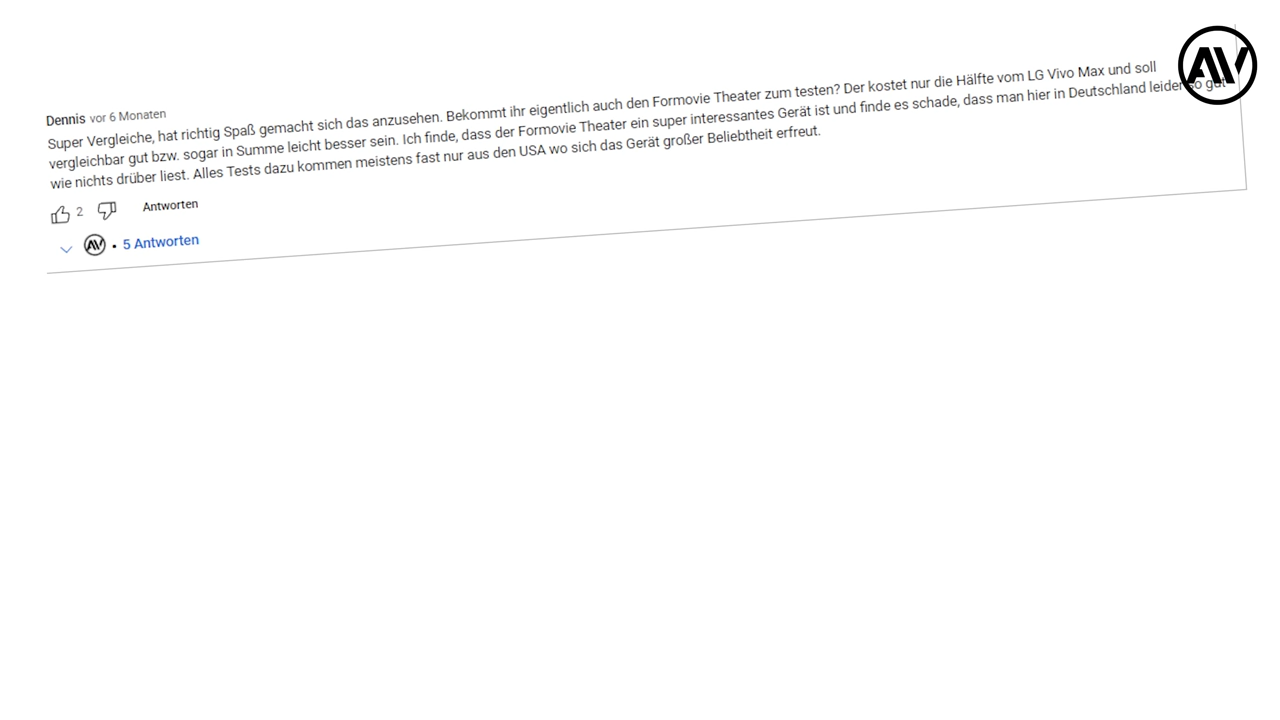 Dennis vor 6 Monaten
Super Vergleiche, hat richtig Spaß gemacht sich das anzusehen. Bekommt ihr eigentlich auch den Formovie Theater zum testen? Der kostet nur die Hälfte vom LG Vivo Max und soll
vergleichbar gut bzw. sogar in Summe leicht besser sein. Ich finde, dass der Formovie Theater ein super interessantes Gerät ist und finde es schade, dass man hier in Deutschland leider so gut
wie nichts drüber liest. Alles Tests dazu kommen meistens fast nur aus den USA wo sich das Gerät großer Beliebtheit erfreut.
2 Antworten
AV • 5 Antworten
AV